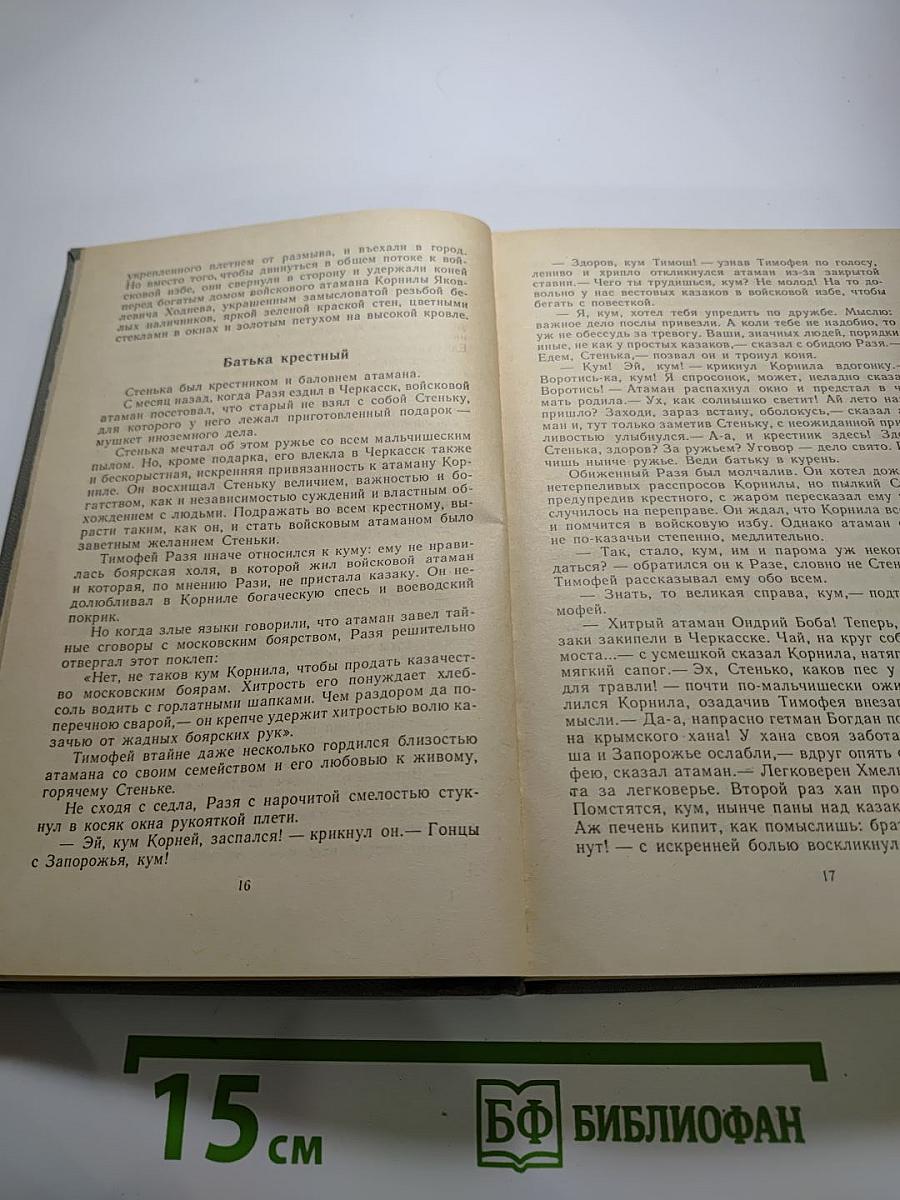 укрепленного плетнем от размыва, и въехали в город.
Но вместо того, чтобы двинуться в общем потоке к вой-
сковой избе, они свернули в сторону и удержали коней
перед богатым домом войскового атамана Корнилы Яков-
левича Ходнева, украшенным замысловатой резьбой бе-
лых наличников, яркой зеленой краской стен, цветными
стеклами в окнах и золотым петухом на высокой кровле.
Батька крестный
Стенька был крестником и баловнем атамана.
С месяц назад, когда Разя ездил в Черкасск, войсковой
атаман посетовал, что старый не взял с собой Стеньку,
для которого у него лежал приготовленный подарок —
мушкет иноземного дела.
Стенька мечтал об этом ружье со всем мальчишеским
пылом. Но, кроме подарка, его влекла в Черкасск также
и бескорыстная, искренняя привязанность к атаману Кор-
ниле. Он восхищал Стеньку величием, важностью и бо-
гатством, как и независимостью суждений и властным об-
хождением с людьми. Подражать во всем крестному, вы-
расти таким, как он, и стать войсковым атаманом было
заветным желанием Стеньки.
Тимофей Разя иначе относился к куму: ему не нрави-
лась боярская холя, в которой жил войсковой атаман
и которая, по мнению Рази, не пристала казаку. Он не-
долюбливал в Корниле богаческую спесь и воеводский
покрик.
Но когда злые языки говорили, что атаман завел тай-
ные сговоры с московским боярством, Разя решительно
отвергал этот поклеп:
«Нет, не таков кум Корнила, чтобы продать казачест-
во московским боярам. Хитрость его понуждает хлеб-
соль водить с горлатными шапками. Чем раздором да по-
перечною сварой,— он крепче удержит хитростью волю ка-
зачью от жадных боярских рук».
Тимофей втайне даже несколько гордился близостью
атамана со своим семейством и его любовью к живому,
горячему Стеньке.
Не сходя с седла, Разя с нарочитой смелостью стук-
нул в косяк окна рукояткой плети.
— Эй, кум Корней, заспался! — крикнул он.— Гонцы
с Запорожья, кум!
16
— Здоров, кум Тимош! — узнав Тимофея по голосу,
лениво и хрипло откликнулся атаман из-за закрытой
ставни.— Чего ты трудишься, кум? Не молод! На то до-
вольно у нас вестовых казаков в войсковой избе, чтобы
бегать с повесткой.
— Я, кум, хотел тебя упредить по дружбе. Мыслю:
важное дело послы привезли. А коли тебе не надобно, то
уж не обессудь за тревогу. Ваши, значных людей, порядки
иные, не как у простых казаков,— сказал с обидою Разя.—
Едем, Стенька,— позвал он и тронул коня.
— Кум! Эй, кум! — крикнул Корнила вдогонку.—
Воротись-ка, кум! Я спросонок, может, неладно сказа
Воротись! — Атаман распахнул окно и предстал в ч
мать родила.— Ух, как солнышко светит! Ай лето на
пришло? Заходи, зараз встану, оболокусь,— сказал а
ман и, тут только заметив Стеньку, с неожиданной при
ливостью улыбнулся.— А-а, и крестник здесь! Зд
Стенька, здоров? За ружьем? Уговор — дело свято. 
чишь нынче ружье. Веди батьку в курень.
Обиженный Разя был молчалив. Он хотел дож
нетерпеливых расспросов Корнилы, но пылкий С
предупредив крестного, с жаром пересказал ему
случилось на переправе. Он ждал, что Корнила вс
и помчится в войсковую избу. Однако атаман
не по-казачьи степенно, медлительно.
— Так, стало, кум, им и парома уж неког
даться? — обратился он к Разе, словно не Стен
Тимофей рассказывал ему обо всем.
— Знать, то великая справа, кум,— подт
мофей.
— Хитрый атаман Ондрий Боба! Теперь,
заки закипели в Черкасске. Чай, на круг соб
моста...— с усмешкой сказал Корнила, натяг
мягкий сапог.— Эх, Стенько, каков пес у
для травли! — почти по-мальчишески ожи
лился Корнила, озадачив Тимофея внеза
мысли.— Да-а, напрасно гетман Богдан по
на крымского хана! У хана своя забота
ша и Запорожье ослабли,— вдруг опять
фею, сказал атаман.— Легковерен Хмел
та за легковерье. Второй раз хан про
Помстятся, кум, нынче паны над казак
Аж печень кипит, как помыслишь: брат
нут! — с искренней болью воскликнул
17
15 см
БФ БИБЛИОФАН